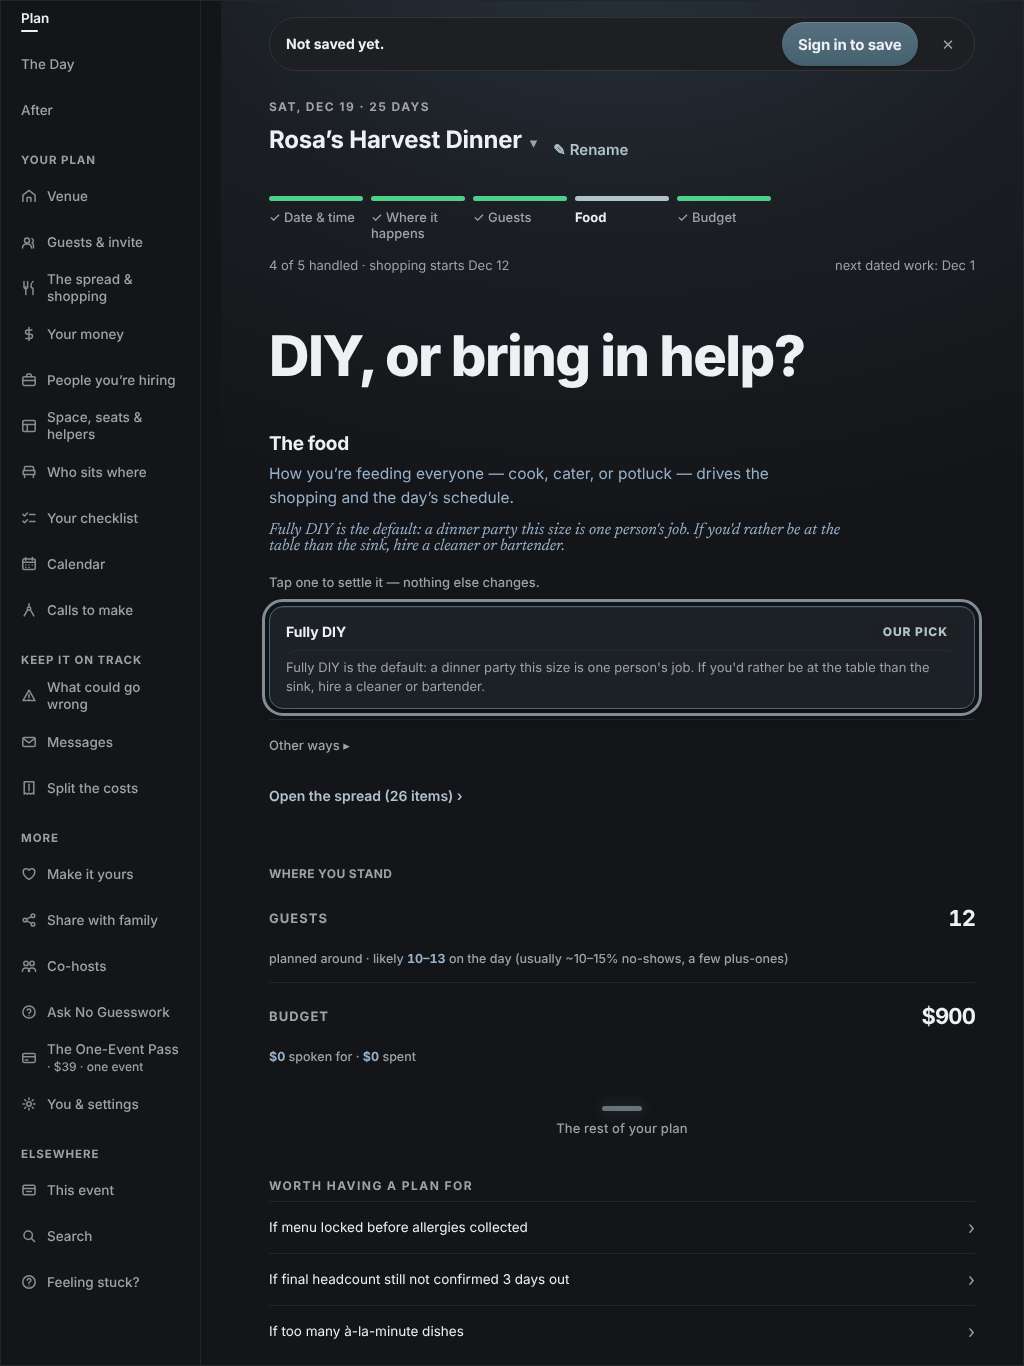 Plan
The Day
After
YOUR PLAN
Venue
Guests & invite
The spread &
shopping
Your money
People you’re hiring
Space, seats &
helpers
Who sits where
Your checklist
Calendar
Calls to make
KEEP IT ON TRACK
What could go
wrong
Messages
Split the costs
MORE
Make it yours
Share with family
Co-hosts
Ask No Guesswork
The One-Event Pass
· $39 · one event
You & settings
ELSEWHERE
This event
Search
Feeling stuck?
Not saved yet.
Sign in to save ×
SAT, DEC 19 · 25 DAYS
Rosa’s Harvest Dinner ▾ ✎ Rename
✓ Date & time
✓ Where it
happens
✓ Guests
Food
✓ Budget
4 of 5 handled · shopping starts Dec 12
next dated work: Dec 1
DIY, or bring in help?
The food
How you’re feeding everyone — cook, cater, or potluck — drives the
shopping and the day’s schedule.
Fully DIY is the default: a dinner party this size is one person's job. If you'd rather be at the
table than the sink, hire a cleaner or bartender.
Tap one to settle it — nothing else changes.
Fully DIY
OUR PICK
Fully DIY is the default: a dinner party this size is one person's job. If you'd rather be at the table than the
sink, hire a cleaner or bartender.
Other ways ▸
Open the spread (26 items) ›
WHERE YOU STAND
GUESTS
12
planned around · likely 10–13 on the day (usually ~10–15% no-shows, a few plus-ones)
BUDGET
$900
$0 spoken for · $0 spent
The rest of your plan
WORTH HAVING A PLAN FOR
If menu locked before allergies collected ›
If final headcount still not confirmed 3 days out ›
If too many à-la-minute dishes ›